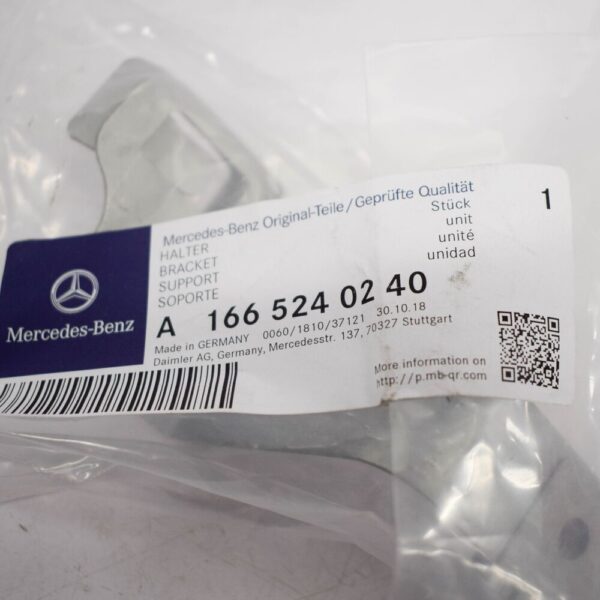 Mercedes-Benz Original-Teile/Geprüfte Qualität
HALTER
BRACKET
SUPPORT
SOPORTE
Stück
unit
unité
unidad
1
A 166 524 02 40
Made in GERMANY 0060/1810/37121 30.10.18
Daimler AG, Germany, Mercedesstr. 137, 70327 Stuttgart
Mercedes-Benz
More information on
http://p.mb-qr.com